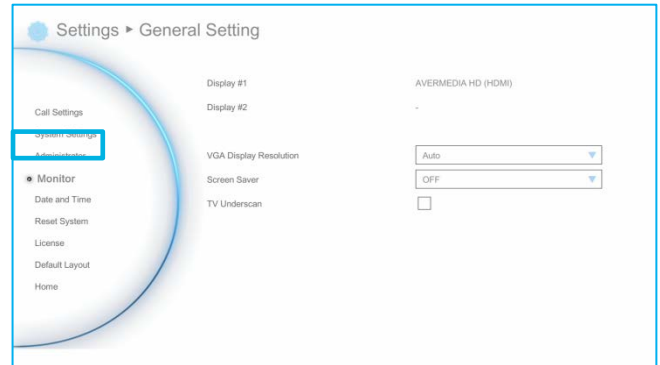 Settings ▸ General Setting
Display #1 AVERMEDIA HD (HDMI)
Display #2 -
Call Settings
System Settings
Administrator
VGA Display Resolution Auto
Monitor
Screen Saver OFF
Date and Time
TV Underscan
Reset System
License
Default Layout
Home